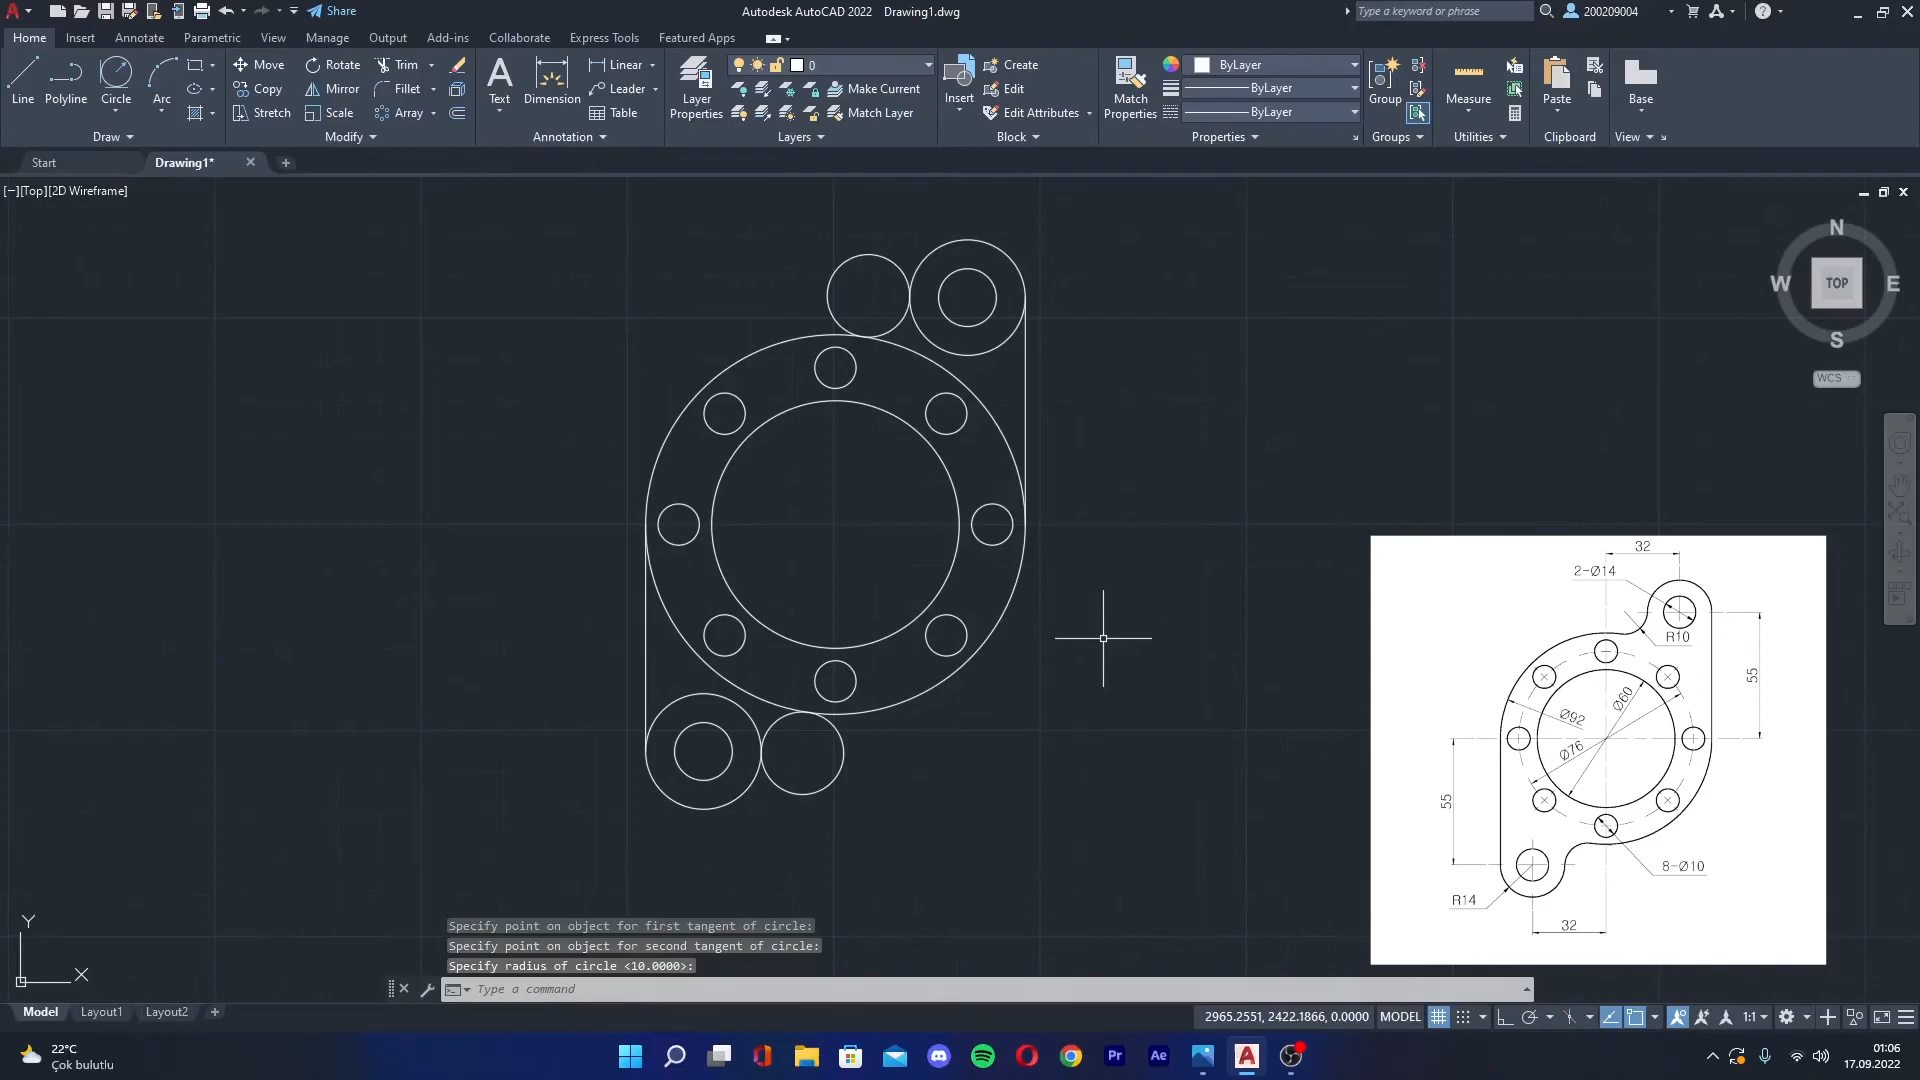 Share
Autodesk AutoCAD 2022 Drawing1.dwg
Type a keyword or phrase
200209004
Home Insert Annotate Parametric View Manage Output Add-ins Collaborate Express Tools Featured Apps
Line
Polyline
Circle
Arc
Move Rotate Trim
Copy Mirror Fillet
Stretch Scale Array
Text
Dimension
Linear
Leader
Table
Layer
Properties
0
Make Current
Match Layer
Insert
Create
Edit
Edit Attributes
Match
Properties
ByLayer
ByLayer
ByLayer
Group
Measure
Paste
Base
Draw Modify Annotation Layers Block Properties Groups Utilities Clipboard View
Start Drawing1*
[−][Top][2D Wireframe]
N
W TOP E
S
WCS
32
2-Ø14
R10
55
Ø60
Ø92
Ø76
55
8-Ø10
R14
32
Y
X
Specify point on object for first tangent of circle:
Specify point on object for second tangent of circle:
Specify radius of circle <10.0000>:
Type a command
Model Layout1 Layout2
2965.2551, 2422.1866, 0.0000 MODEL 1:1
22°C
Çok bulutlu
Pr Ae
01:06
17.09.2022